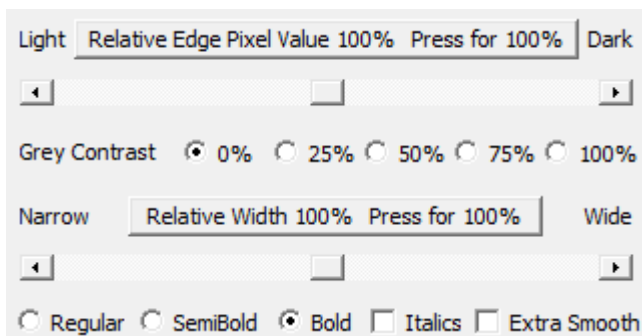 Light Relative Edge Pixel Value 100% Press for 100% Dark
Grey Contrast 0% 25% 50% 75% 100%
Narrow Relative Width 100% Press for 100% Wide
Regular SemiBold Bold Italics Extra Smooth